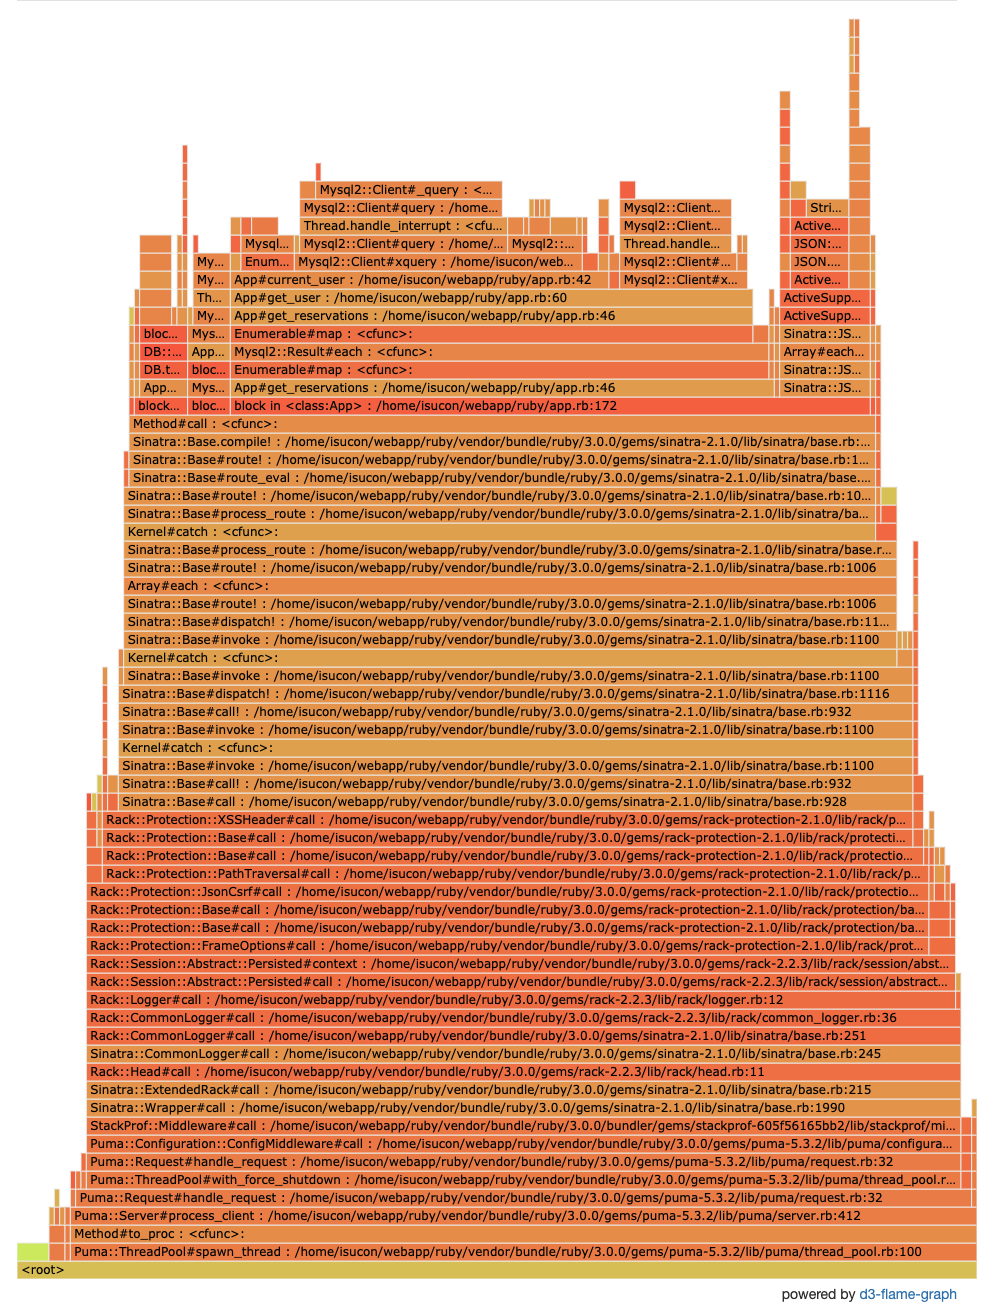 Mysql2::Client#_query : <...
Mysql2::Client#query : /home... Mysql2::Client... Stri...
Thread.handle_interrupt : <cfu... Mysql2::Client... Active...
Mysql... Mysql2::Client#query : /home/... Mysql2::... Thread.handle... JSON:...
My... Enum... Mysql2::Client#xquery : /home/isucon/web... Mysql2::Client#... JSON....
My... App#current_user : /home/isucon/webapp/ruby/app.rb:42 Mysql2::Client#x... Active...
Th... App#get_user : /home/isucon/webapp/ruby/app.rb:60 ActiveSupp...
My... App#get_reservations : /home/isucon/webapp/ruby/app.rb:46 ActiveSupp...
bloc... Mys... Enumerable#map : <cfunc>: Sinatra::JS...
DB::... App... Mysql2::Result#each : <cfunc>: Array#each...
DB.t... bloc... Enumerable#map : <cfunc>: Sinatra::JS...
App... Mys... App#get_reservations : /home/isucon/webapp/ruby/app.rb:46 Sinatra::JS...
block... bloc... block in <class:App> : /home/isucon/webapp/ruby/app.rb:172
Method#call : <cfunc>:
Sinatra::Base.compile! : /home/isucon/webapp/ruby/vendor/bundle/ruby/3.0.0/gems/sinatra-2.1.0/lib/sinatra/base.rb:...
Sinatra::Base#route! : /home/isucon/webapp/ruby/vendor/bundle/ruby/3.0.0/gems/sinatra-2.1.0/lib/sinatra/base.rb:1...
Sinatra::Base#route_eval : /home/isucon/webapp/ruby/vendor/bundle/ruby/3.0.0/gems/sinatra-2.1.0/lib/sinatra/base....
Sinatra::Base#route! : /home/isucon/webapp/ruby/vendor/bundle/ruby/3.0.0/gems/sinatra-2.1.0/lib/sinatra/base.rb:10...
Sinatra::Base#process_route : /home/isucon/webapp/ruby/vendor/bundle/ruby/3.0.0/gems/sinatra-2.1.0/lib/sinatra/ba...
Kernel#catch : <cfunc>:
Sinatra::Base#process_route : /home/isucon/webapp/ruby/vendor/bundle/ruby/3.0.0/gems/sinatra-2.1.0/lib/sinatra/base.r...
Sinatra::Base#route! : /home/isucon/webapp/ruby/vendor/bundle/ruby/3.0.0/gems/sinatra-2.1.0/lib/sinatra/base.rb:1006
Array#each : <cfunc>:
Sinatra::Base#route! : /home/isucon/webapp/ruby/vendor/bundle/ruby/3.0.0/gems/sinatra-2.1.0/lib/sinatra/base.rb:1006
Sinatra::Base#dispatch! : /home/isucon/webapp/ruby/vendor/bundle/ruby/3.0.0/gems/sinatra-2.1.0/lib/sinatra/base.rb:11...
Sinatra::Base#invoke : /home/isucon/webapp/ruby/vendor/bundle/ruby/3.0.0/gems/sinatra-2.1.0/lib/sinatra/base.rb:1100
Kernel#catch : <cfunc>:
Sinatra::Base#invoke : /home/isucon/webapp/ruby/vendor/bundle/ruby/3.0.0/gems/sinatra-2.1.0/lib/sinatra/base.rb:1100
Sinatra::Base#dispatch! : /home/isucon/webapp/ruby/vendor/bundle/ruby/3.0.0/gems/sinatra-2.1.0/lib/sinatra/base.rb:1116
Sinatra::Base#call! : /home/isucon/webapp/ruby/vendor/bundle/ruby/3.0.0/gems/sinatra-2.1.0/lib/sinatra/base.rb:932
Sinatra::Base#invoke : /home/isucon/webapp/ruby/vendor/bundle/ruby/3.0.0/gems/sinatra-2.1.0/lib/sinatra/base.rb:1100
Kernel#catch : <cfunc>:
Sinatra::Base#invoke : /home/isucon/webapp/ruby/vendor/bundle/ruby/3.0.0/gems/sinatra-2.1.0/lib/sinatra/base.rb:1100
Sinatra::Base#call! : /home/isucon/webapp/ruby/vendor/bundle/ruby/3.0.0/gems/sinatra-2.1.0/lib/sinatra/base.rb:932
Sinatra::Base#call : /home/isucon/webapp/ruby/vendor/bundle/ruby/3.0.0/gems/sinatra-2.1.0/lib/sinatra/base.rb:928
Rack::Protection::XSSHeader#call : /home/isucon/webapp/ruby/vendor/bundle/ruby/3.0.0/gems/rack-protection-2.1.0/lib/rack/p...
Rack::Protection::Base#call : /home/isucon/webapp/ruby/vendor/bundle/ruby/3.0.0/gems/rack-protection-2.1.0/lib/rack/protecti...
Rack::Protection::Base#call : /home/isucon/webapp/ruby/vendor/bundle/ruby/3.0.0/gems/rack-protection-2.1.0/lib/rack/protectio...
Rack::Protection::PathTraversal#call : /home/isucon/webapp/ruby/vendor/bundle/ruby/3.0.0/gems/rack-protection-2.1.0/lib/rack/p...
Rack::Protection::JsonCsrf#call : /home/isucon/webapp/ruby/vendor/bundle/ruby/3.0.0/gems/rack-protection-2.1.0/lib/rack/protectio...
Rack::Protection::Base#call : /home/isucon/webapp/ruby/vendor/bundle/ruby/3.0.0/gems/rack-protection-2.1.0/lib/rack/protection/ba...
Rack::Protection::Base#call : /home/isucon/webapp/ruby/vendor/bundle/ruby/3.0.0/gems/rack-protection-2.1.0/lib/rack/protection/ba...
Rack::Protection::FrameOptions#call : /home/isucon/webapp/ruby/vendor/bundle/ruby/3.0.0/gems/rack-protection-2.1.0/lib/rack/prot...
Rack::Session::Abstract::Persisted#context : /home/isucon/webapp/ruby/vendor/bundle/ruby/3.0.0/gems/rack-2.2.3/lib/rack/session/abst...
Rack::Session::Abstract::Persisted#call : /home/isucon/webapp/ruby/vendor/bundle/ruby/3.0.0/gems/rack-2.2.3/lib/rack/session/abstract...
Rack::Logger#call : /home/isucon/webapp/ruby/vendor/bundle/ruby/3.0.0/gems/rack-2.2.3/lib/rack/logger.rb:12
Rack::CommonLogger#call : /home/isucon/webapp/ruby/vendor/bundle/ruby/3.0.0/gems/rack-2.2.3/lib/rack/common_logger.rb:36
Rack::CommonLogger#call : /home/isucon/webapp/ruby/vendor/bundle/ruby/3.0.0/gems/sinatra-2.1.0/lib/sinatra/base.rb:251
Sinatra::CommonLogger#call : /home/isucon/webapp/ruby/vendor/bundle/ruby/3.0.0/gems/sinatra-2.1.0/lib/sinatra/base.rb:245
Rack::Head#call : /home/isucon/webapp/ruby/vendor/bundle/ruby/3.0.0/gems/rack-2.2.3/lib/rack/head.rb:11
Sinatra::ExtendedRack#call : /home/isucon/webapp/ruby/vendor/bundle/ruby/3.0.0/gems/sinatra-2.1.0/lib/sinatra/base.rb:215
Sinatra::Wrapper#call : /home/isucon/webapp/ruby/vendor/bundle/ruby/3.0.0/gems/sinatra-2.1.0/lib/sinatra/base.rb:1990
StackProf::Middleware#call : /home/isucon/webapp/ruby/vendor/bundle/ruby/3.0.0/bundler/gems/stackprof-605f56165bb2/lib/stackprof/mi...
Puma::Configuration::ConfigMiddleware#call : /home/isucon/webapp/ruby/vendor/bundle/ruby/3.0.0/gems/puma-5.3.2/lib/puma/configura...
Puma::Request#handle_request : /home/isucon/webapp/ruby/vendor/bundle/ruby/3.0.0/gems/puma-5.3.2/lib/puma/request.rb:32
Puma::ThreadPool#with_force_shutdown : /home/isucon/webapp/ruby/vendor/bundle/ruby/3.0.0/gems/puma-5.3.2/lib/puma/thread_pool.r...
Puma::Request#handle_request : /home/isucon/webapp/ruby/vendor/bundle/ruby/3.0.0/gems/puma-5.3.2/lib/puma/request.rb:32
Puma::Server#process_client : /home/isucon/webapp/ruby/vendor/bundle/ruby/3.0.0/gems/puma-5.3.2/lib/puma/server.rb:412
Method#to_proc : <cfunc>:
Puma::ThreadPool#spawn_thread : /home/isucon/webapp/ruby/vendor/bundle/ruby/3.0.0/gems/puma-5.3.2/lib/puma/thread_pool.rb:100
<root>
powered by d3-flame-graph